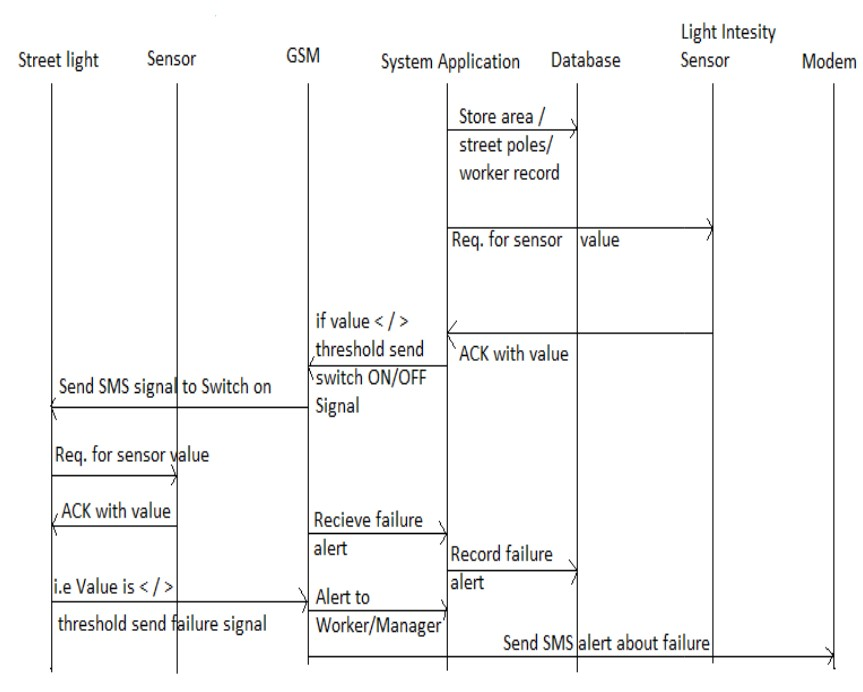 Light Intesity
Street light Sensor GSM System Application Database Sensor Modem
Store area /
street poles/
worker record
Req. for sensor value
if value < / >
threshold send
switch ON/OFF
Signal
ACK with value
Send SMS signal to Switch on
Req. for sensor value
ACK with value
Recieve failure
alert
Record failure
alert
i.e Value is < / >
threshold send failure signal
Alert to
Worker/Manager
Send SMS alert about failure